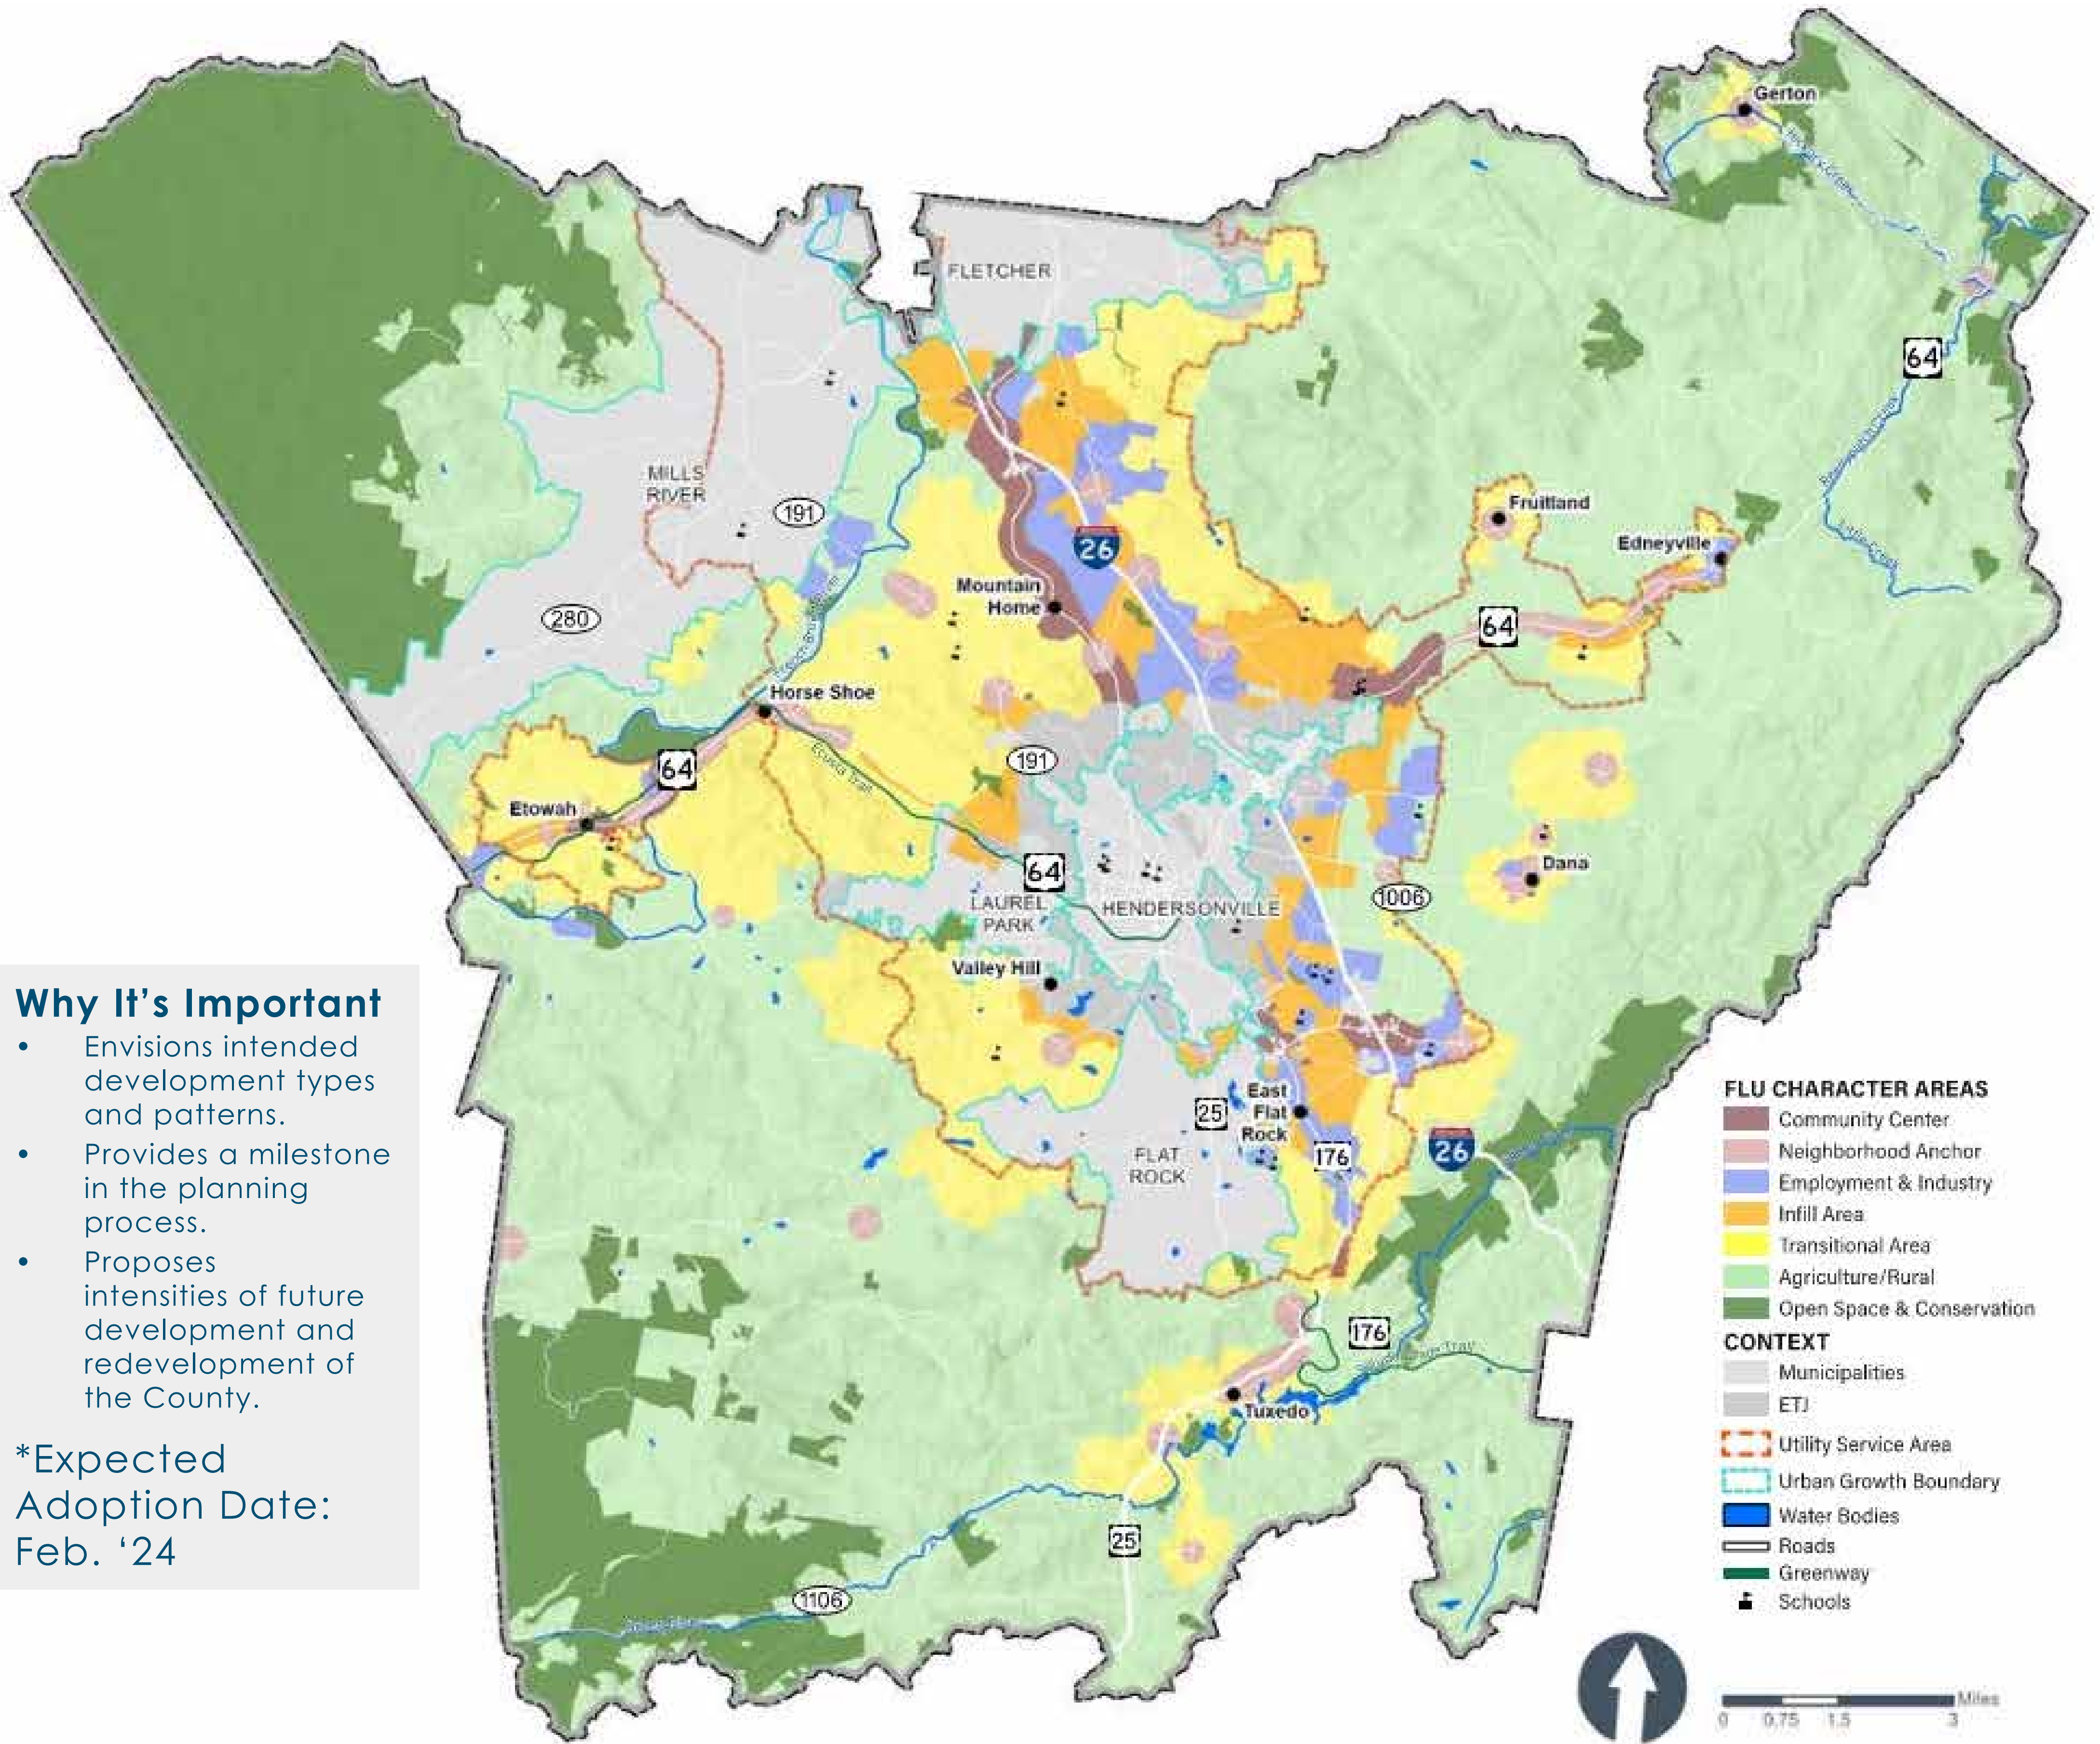 Gerton
FLETCHER
64
MILLS
RIVER
191
Fruitland
26
Edneyville
Mountain
Home
280
64
Horse Shoe
191
64
Ecusta Trail
Etowah
Dana
64
1006
LAUREL
PARK
HENDERSONVILLE
Valley Hill
East
Flat
Rock
25
26
176
FLAT
ROCK
176
Tuxedo
25
1106
Why It’s Important
• Envisions intended
development types
and patterns.
• Provides a milestone
in the planning
process.
• Proposes
intensities of future
development and
redevelopment of
the County.
*Expected
Adoption Date:
Feb. ‘24
FLU CHARACTER AREAS
Community Center
Neighborhood Anchor
Employment & Industry
Infill Area
Transitional Area
Agriculture/Rural
Open Space & Conservation
CONTEXT
Municipalities
ETJ
Utility Service Area
Urban Growth Boundary
Water Bodies
Roads
Greenway
Schools
Miles
0 0.75 1.5 3